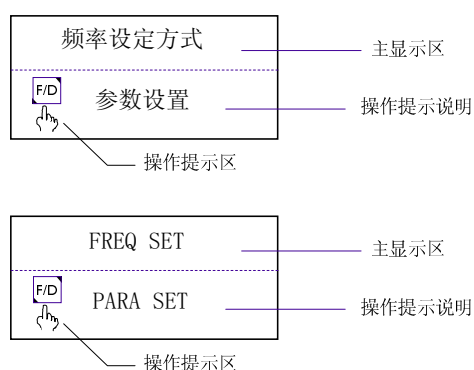 频率设定方式
主显示区
F/D
参数设置
操作提示说明
操作提示区
FREQ SET
主显示区
F/D
PARA SET
操作提示说明
操作提示区